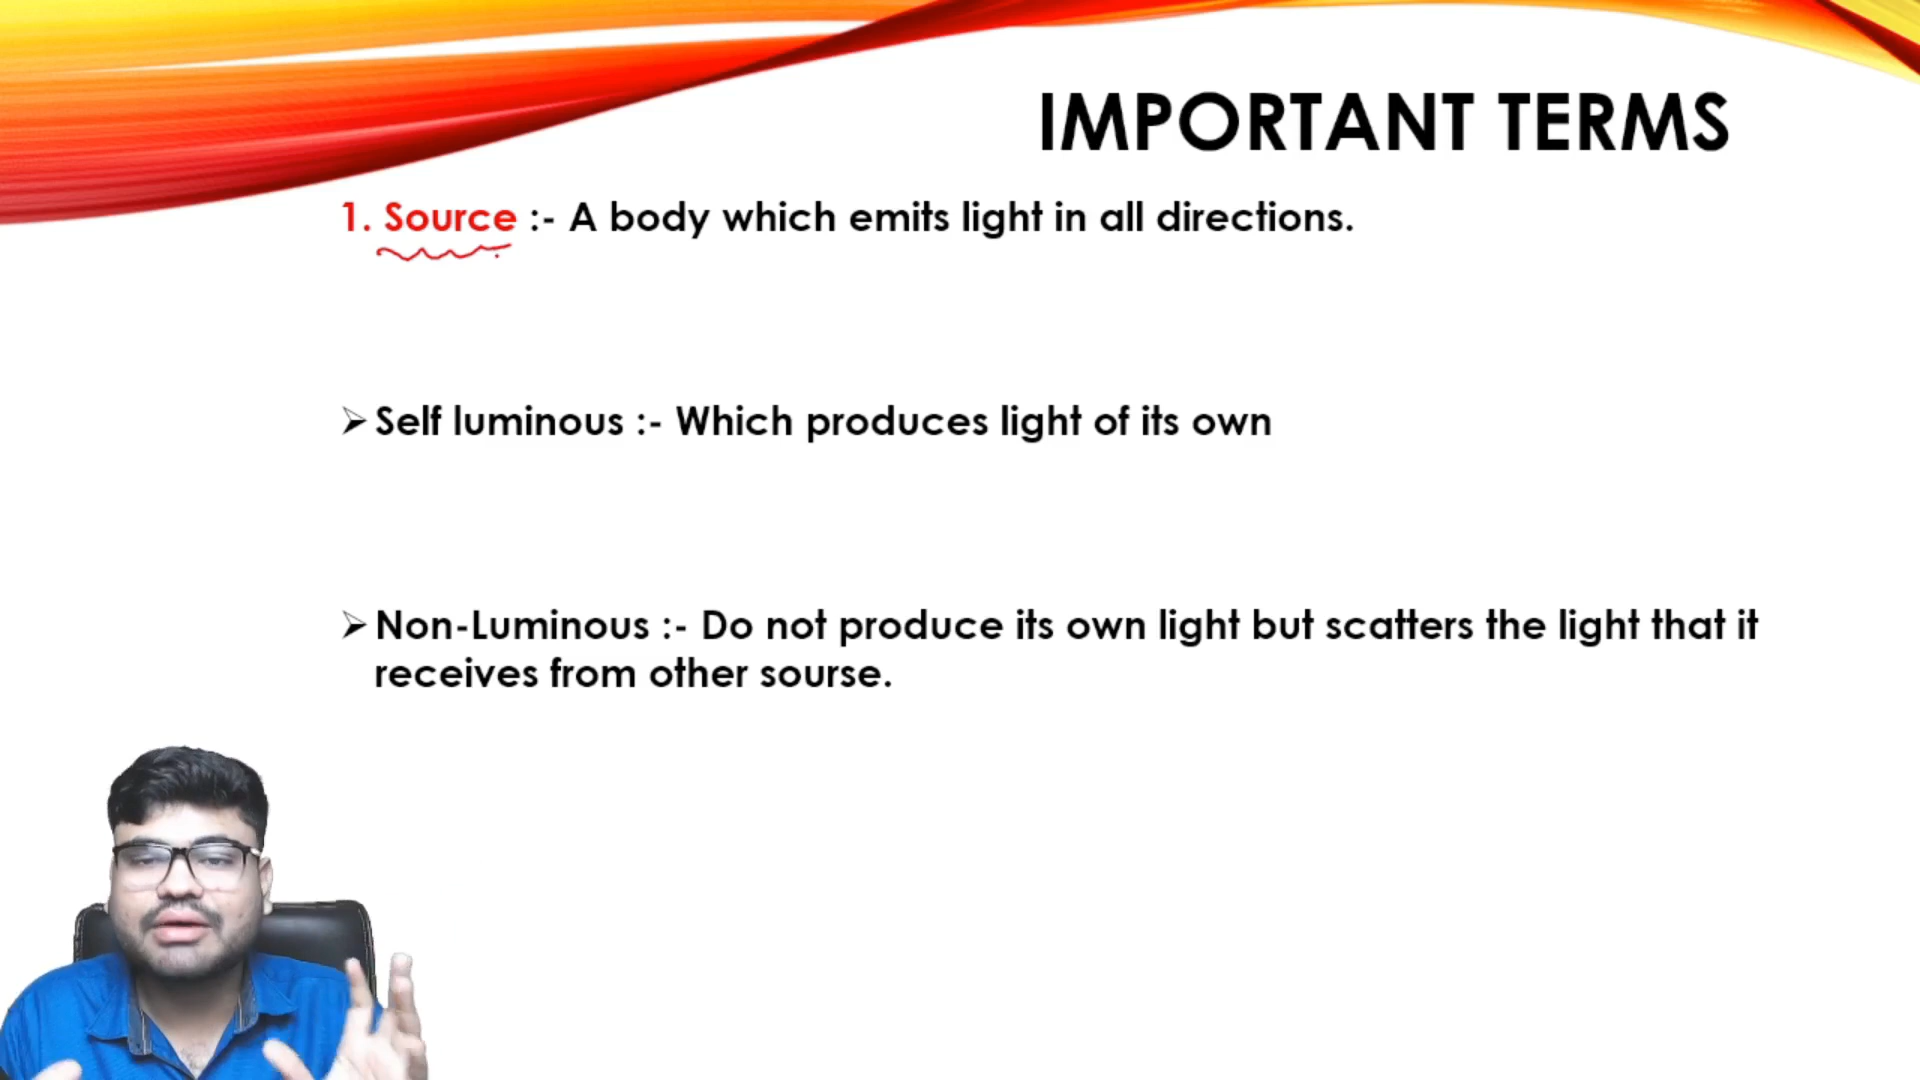 IMPORTANT TERMS
1. Source :- A body which emits light in all directions.
➢ Self luminous :- Which produces light of its own
➢ Non-Luminous :- Do not produce its own light but scatters the light that it
receives from other sourse.